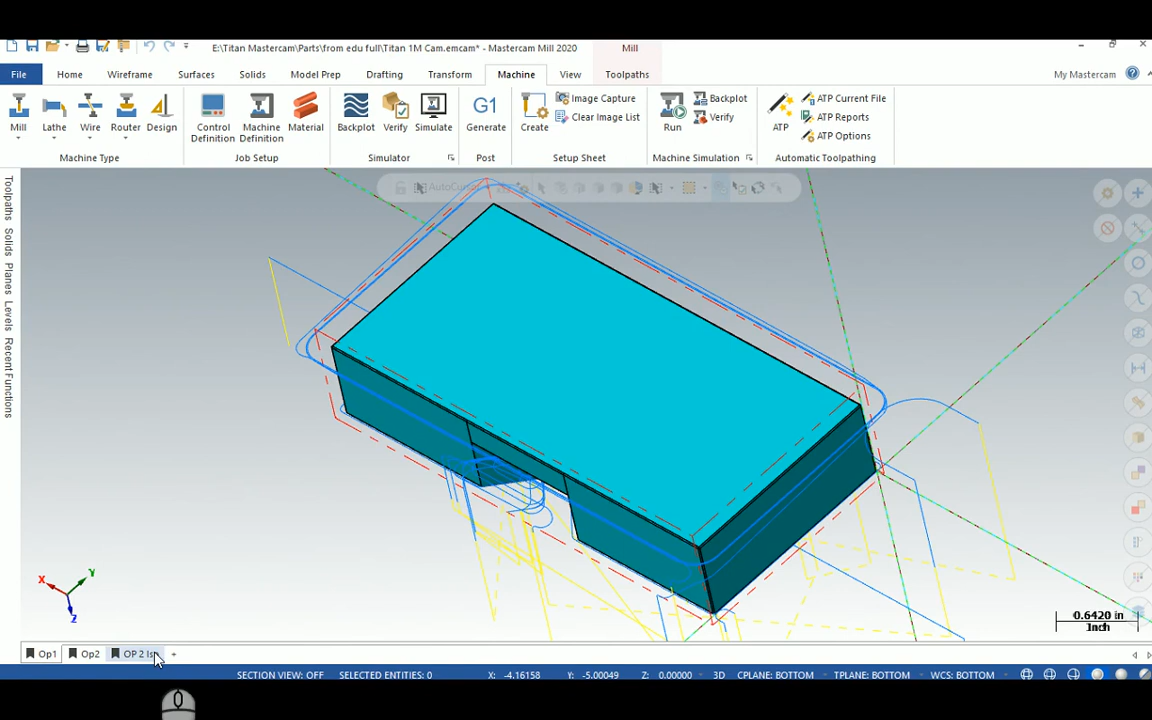 E:\Titan Mastercam\Parts\from edu full\Titan 1M Cam.emcam* - Mastercam Mill 2020
Mill
File Home Wireframe Surfaces Solids Model Prep Drafting Transform Machine View Toolpaths My Mastercam
Mill Lathe Wire Router Design
Machine Type
Control Definition Machine Definition Material
Job Setup
Backplot Verify Simulate
Simulator
G1
Generate
Post
Create
Image Capture
Clear Image List
Setup Sheet
Run
Backplot
Verify
Machine Simulation
ATP
ATP Current File
ATP Reports
ATP Options
Automatic Toolpathing
Toolpaths
Solids
Planes
Levels
Recent Functions
X Y Z
0.6420 in
Inch
Op1 Op2 OP 2 +
SECTION VIEW: OFF SELECTED ENTITIES: 0 X: -4.16158 Y: -5.00049 Z: 0.00000 3D CPLANE: BOTTOM TPLANE: BOTTOM WCS: BOTTOM
0